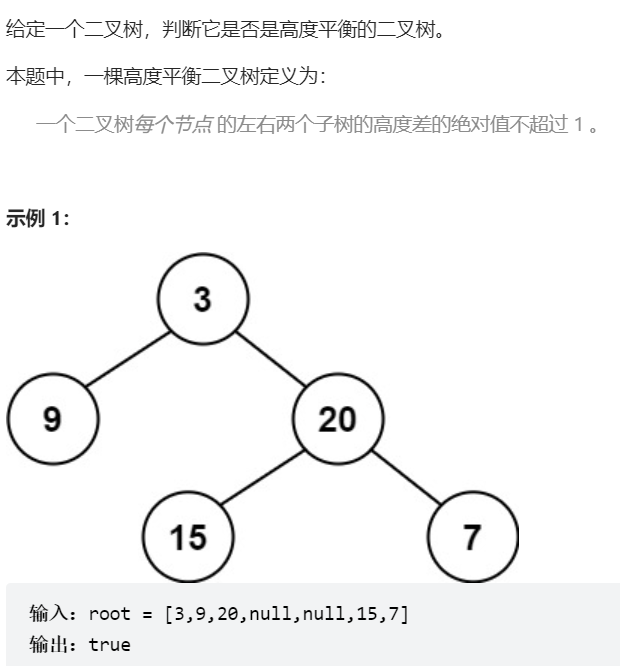 给定一个二叉树，判断它是否是高度平衡的二叉树。
本题中，一棵高度平衡二叉树定义为：
一个二叉树每个节点 的左右两个子树的高度差的绝对值不超过 1 。
示例 1：
3
9
20
15
7
输入：root = [3,9,20,null,null,15,7]
输出：true